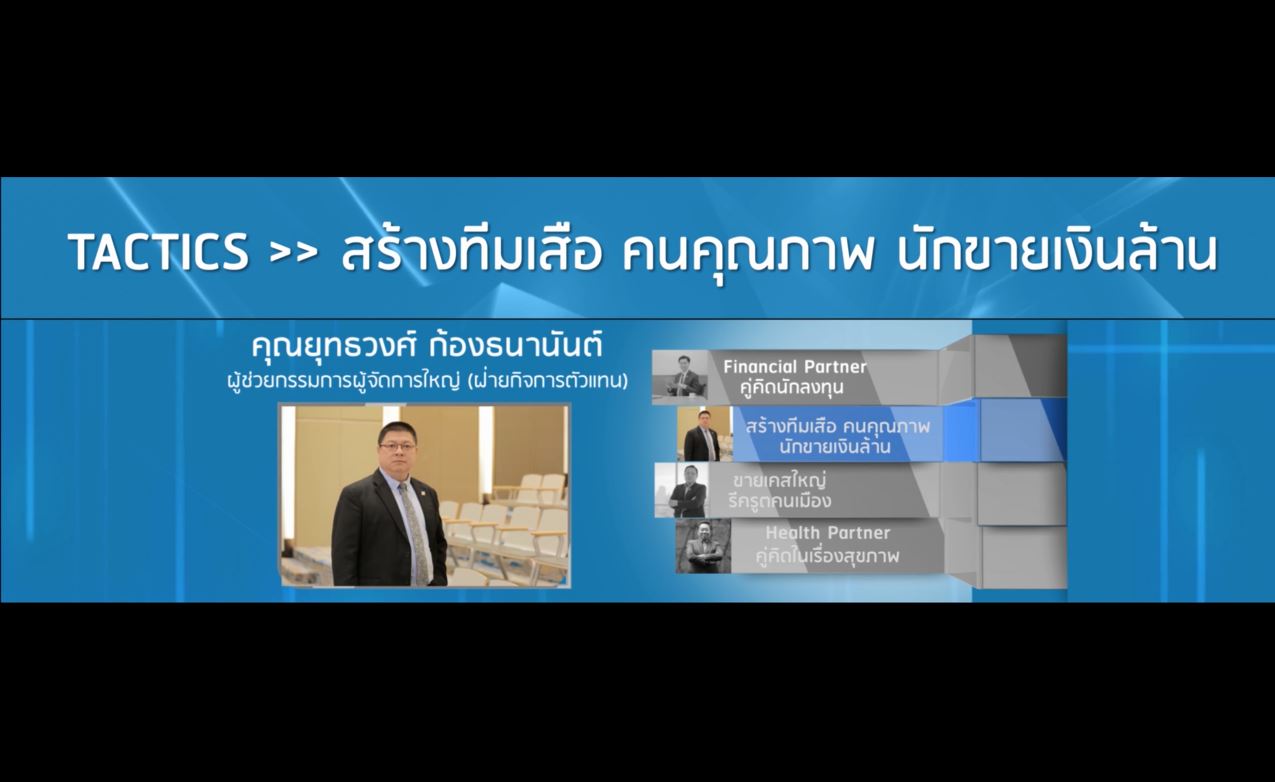 TACTICS >> สร้างทีมเสือ คนคุณภาพ นักขายเงินล้าน
คุณยุทธวงศ์ ก้องธนานันต์
ผู้ช่วยกรรมการผู้จัดการใหญ่ (ฝ่ายกิจการตัวแทน)
Financial Partner
คู่คิดนักลงทุน
สร้างทีมเสือ คนคุณภาพ
นักขายเงินล้าน
ขายเคสใหญ่
รีครูตคนเมือง
Health Partner
คู่คิดในเรื่องสุขภาพ